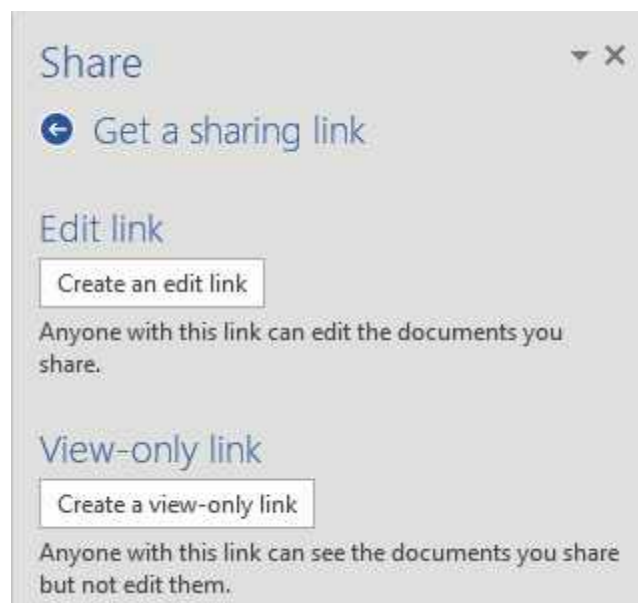 Share
Get a sharing link
Edit link
Create an edit link
Anyone with this link can edit the documents you
share.
View-only link
Create a view-only link
Anyone with this link can see the documents you share
but not edit them.